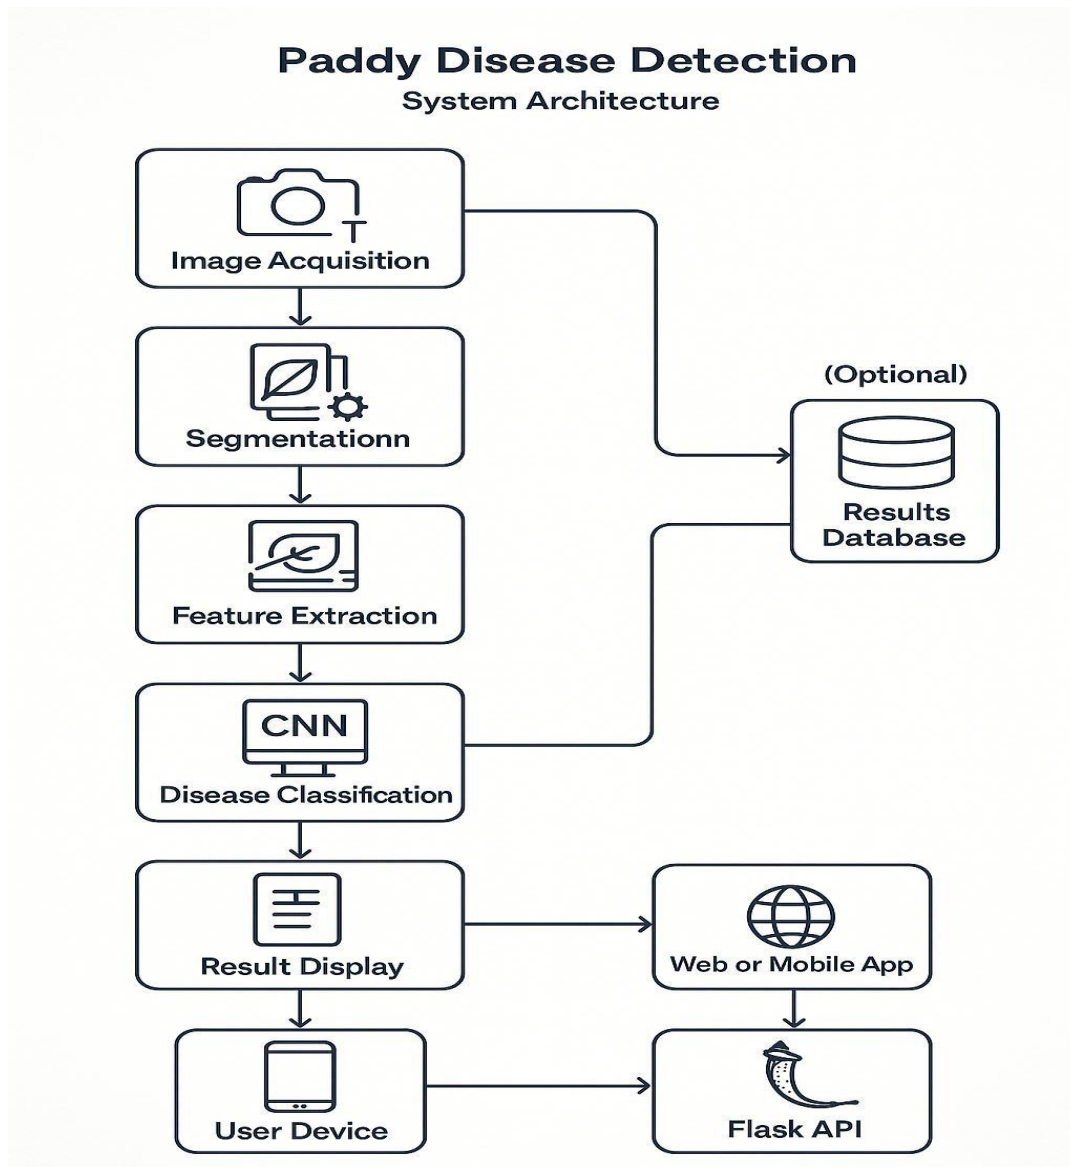 Paddy Disease Detection
System Architecture
Image Acquisition
Segmentationn
(Optional)
Results
Database
Feature Extraction
CNN
Disease Classification
Result Display
Web or Mobile App
User Device
Flask API